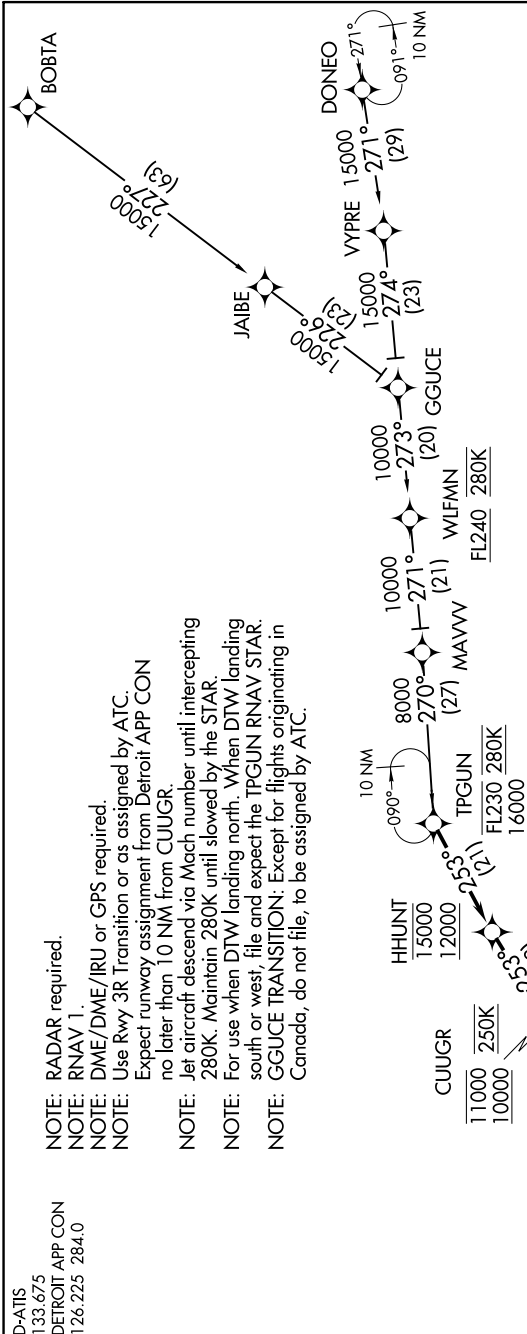 D-ATIS
133.675
DETROIT APP CON
126.225 284.0
NOTE: RADAR required.
NOTE: RNAV 1.
NOTE: DME/DME/IRU or GPS required.
NOTE: Use Rwy 3R Transition or as assigned by ATC.
Expect runway assignment from Detroit APP CON
no later than 10 NM from CUUGR.
NOTE: Jet aircraft descend via Mach number until intercepting
280K. Maintain 280K until slowed by the STAR.
NOTE: For use when DTW landing north. When DTW landing
south or west, file and expect the TPGUN RNAV STAR.
NOTE: GGUCE TRANSITION: Except for flights originating in
Canada, do not file, to be assigned by ATC.
BOBTA
15000
227°
(63)
JAIBE
15000
226°
(23)
DONEO
271°
091°
10 NM
15000
271°
(29)
VYPRE
15000
274°
(23)
GGUCE
10000
273°
(20)
WLFMN
FL240 280K
10000
271°
(21)
MAVVV
8000
270°
(27)
10 NM
090°
TPGUN
FL230 280K
16000
253°
(21)
HHUNT
15000
12000
253°
CUUGR
11000 250K
10000